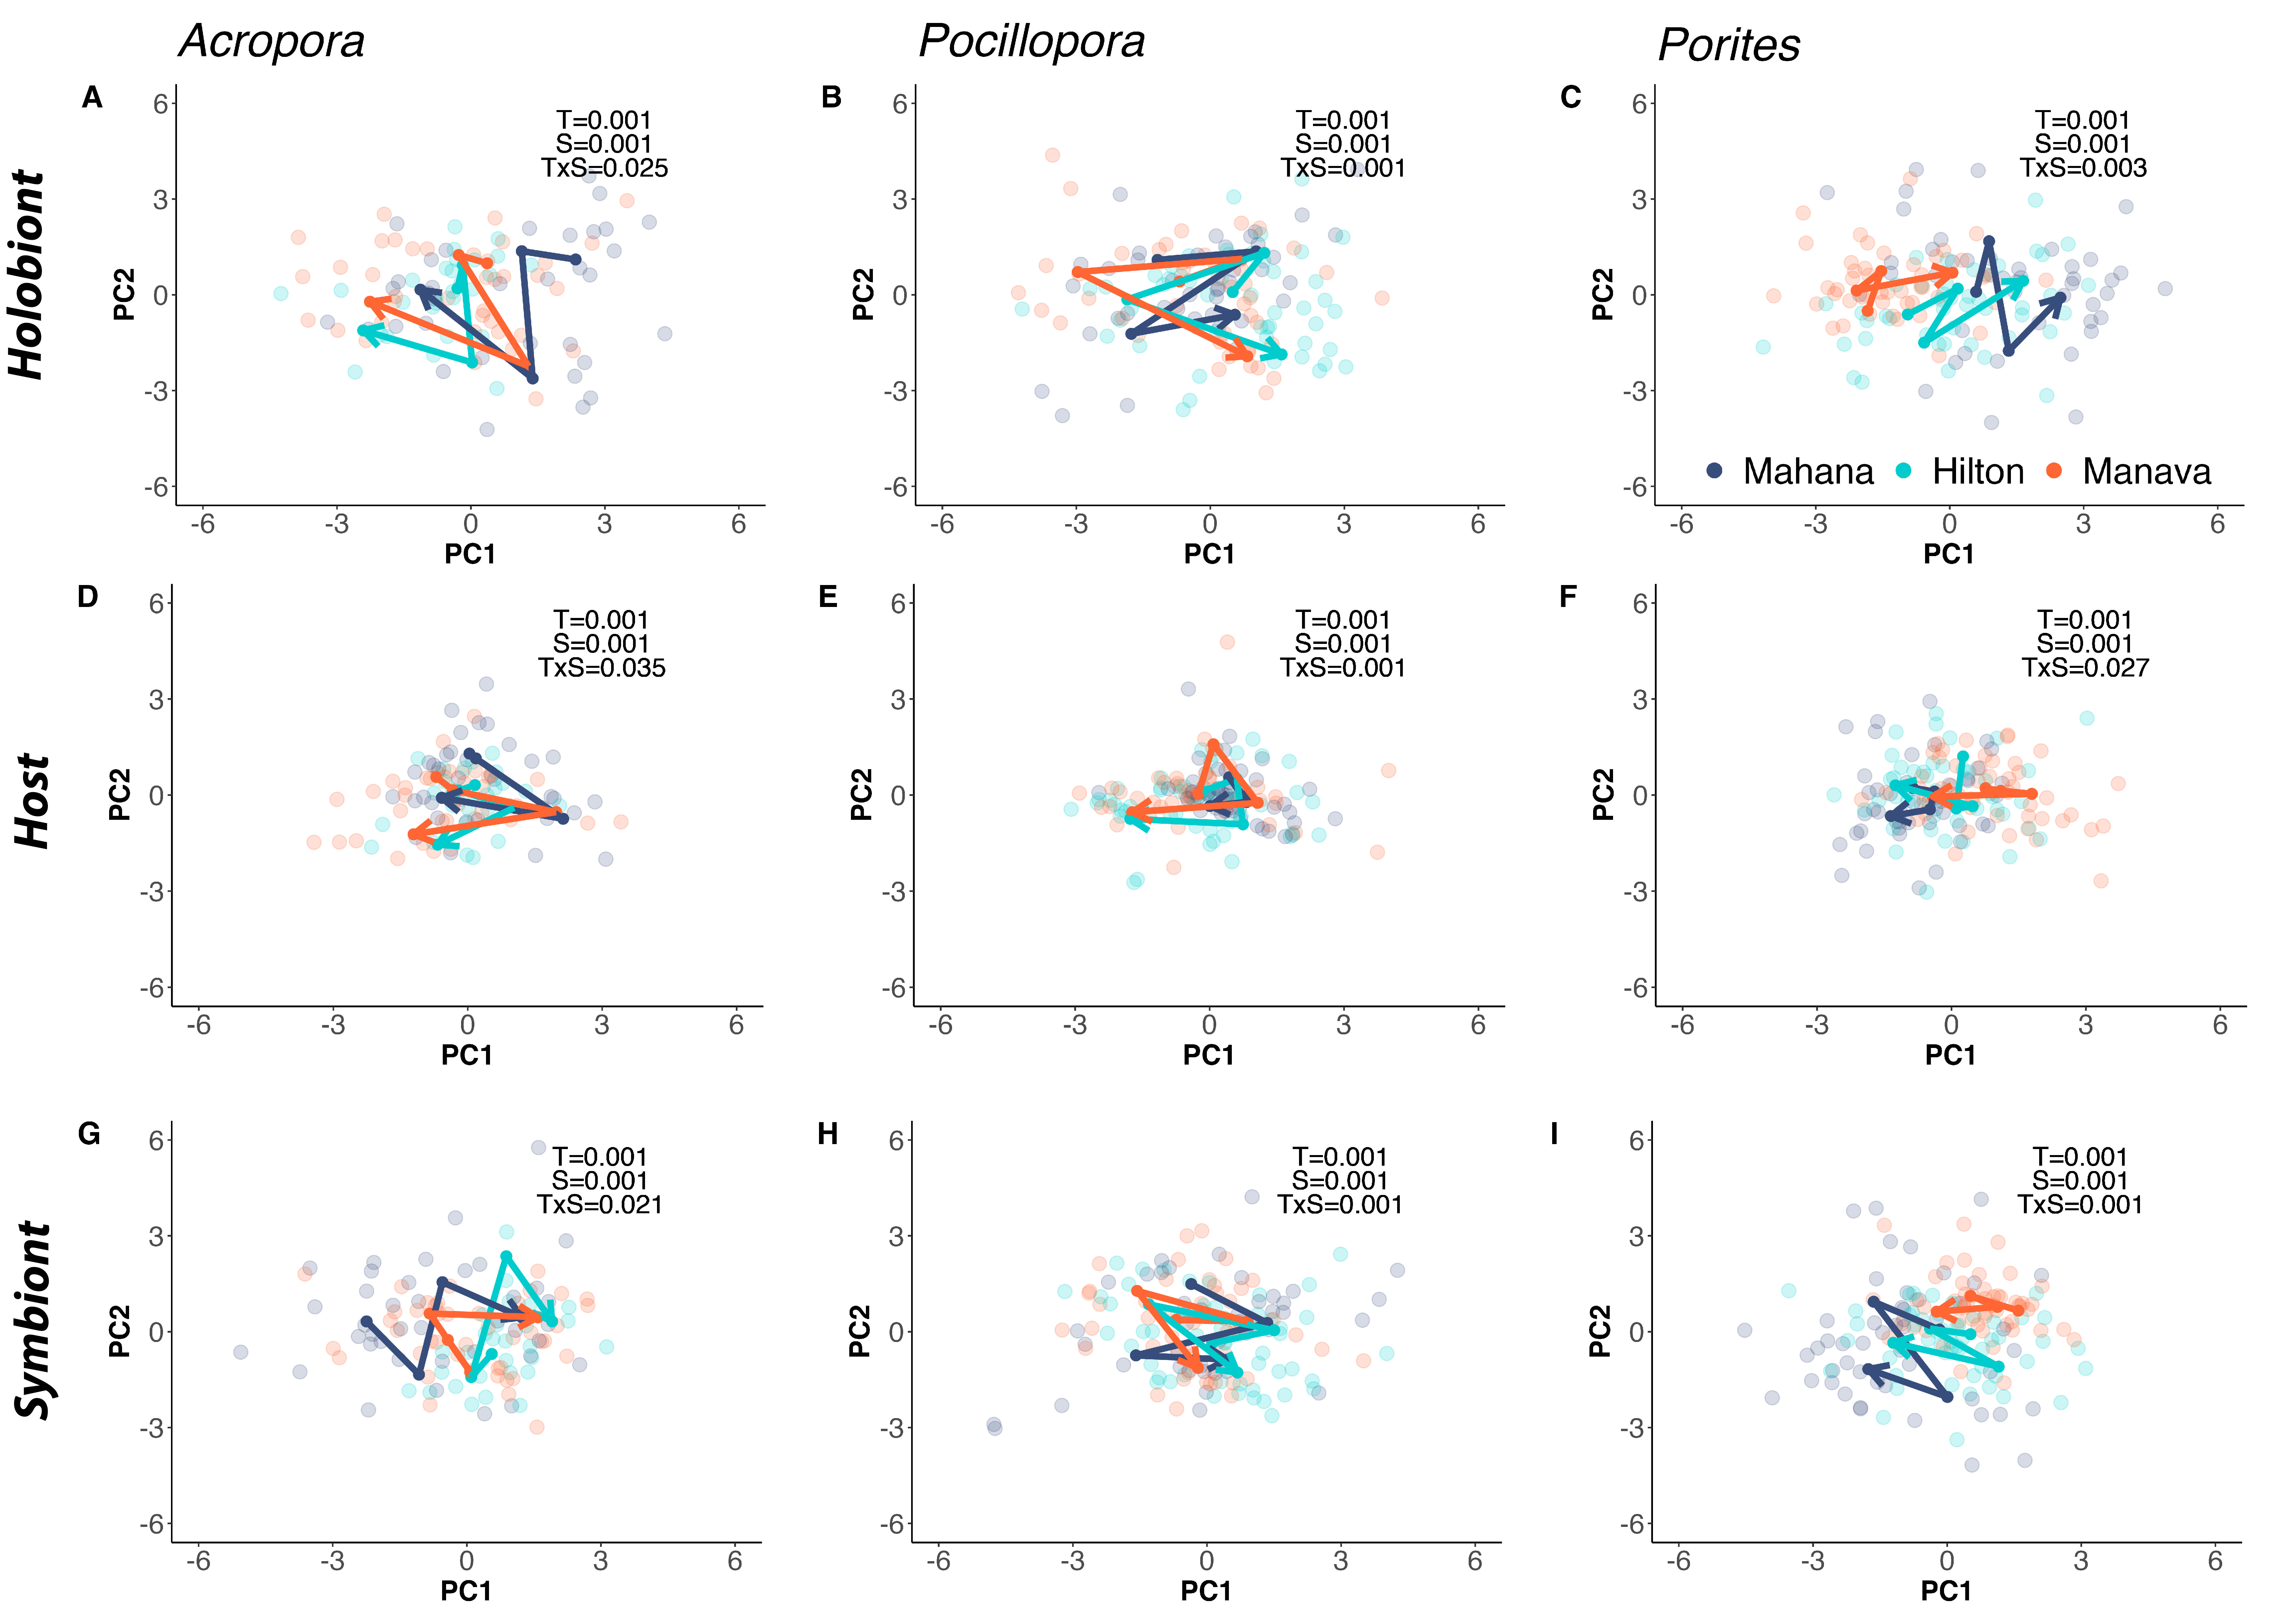 Acropora
Pocillopora
Porites
Holobiont
A
PC2
6
3
0
-3
-6
T=0.001
S=0.001
TxS=0.025
-6 -3 0 3 6
PC1
B
PC2
6
3
0
-3
-6
T=0.001
S=0.001
TxS=0.001
-6 -3 0 3 6
PC1
C
PC2
6
3
0
-3
-6
T=0.001
S=0.001
TxS=0.003
Mahana Hilton Manava
-6 -3 0 3 6
PC1
Host
D
PC2
6
3
0
-3
-6
T=0.001
S=0.001
TxS=0.035
-6 -3 0 3 6
PC1
E
PC2
6
3
0
-3
-6
T=0.001
S=0.001
TxS=0.001
-6 -3 0 3 6
PC1
F
PC2
6
3
0
-3
-6
T=0.001
S=0.001
TxS=0.027
-6 -3 0 3 6
PC1
Symbiont
G
PC2
6
3
0
-3
-6
T=0.001
S=0.001
TxS=0.021
-6 -3 0 3 6
PC1
H
PC2
6
3
0
-3
-6
T=0.001
S=0.001
TxS=0.001
-6 -3 0 3 6
PC1
I
PC2
6
3
0
-3
-6
T=0.001
S=0.001
TxS=0.001
-6 -3 0 3 6
PC1